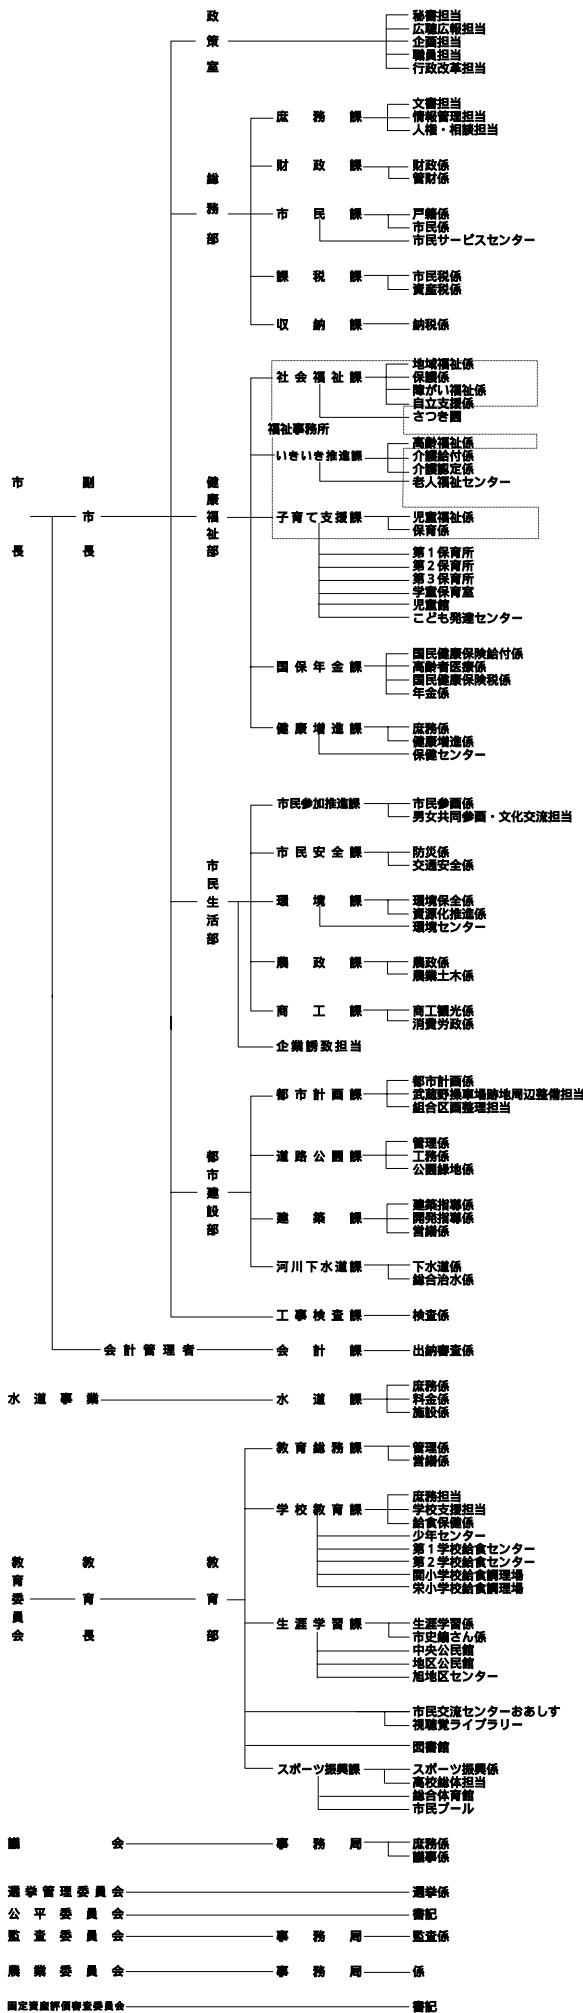 政策室
秘書担当
広聴広報担当
企画担当
職員担当
行政改革担当
総務部
庶務課
文書担当
情報管理担当
人権・相談担当
財政課
財政係
管財係
市民課
戸籍係
市民係
市民サービスセンター
課税課
市民税係
資産税係
収納課
納税係
市長
副市長
健康福祉部
社会福祉課
地域福祉係
保護係
障がい福祉係
自立支援係
さつき園
福祉事務所
いきいき推進課
高齢福祉係
介護給付係
介護認定係
老人福祉センター
子育て支援課
児童福祉係
保育係
第1保育所
第2保育所
第3保育所
学童保育室
児童館
こども発達センター
国保年金課
国民健康保険給付係
高齢者医療係
国民健康保険税係
年金係
健康増進課
庶務係
健康増進係
保健センター
市民生活部
市民参加推進課
市民参画係
男女共同参画・文化交流担当
市民安全課
防災係
交通安全係
環境課
環境保全係
資源化推進係
環境センター
農政課
農政係
農業土木係
商工課
商工観光係
消費労政係
企業誘致担当
都市建設部
都市計画課
都市計画係
武蔵野操車場跡地周辺整備担当
組合区画整理担当
道路公園課
管理係
工務係
公園緑地係
建築課
建築指導係
開発指導係
営繕係
河川下水道課
下水道係
総合治水係
工事検査課
検査係
会計管理者
会計課
出納審査係
水道事業
水道課
庶務係
料金係
施設係
教育委員会
教育長
教育部
教育総務課
管理係
営繕係
学校教育課
庶務担当
学校支援担当
給食保健係
少年センター
第1学校給食センター
第2学校給食センター
関小学校給食調理場
栄小学校給食調理場
生涯学習課
生涯学習係
市史編さん係
中央公民館
地区公民館
旭地区センター
市民交流センターおあしす
視聴覚ライブラリー
図書館
スポーツ振興課
スポーツ振興係
高校総体担当
総合体育館
市民プール
議会
事務局
庶務係
議事係
選挙管理委員会
選挙係
公平委員会
書記
監査委員会
事務局
監査係
農業委員会
事務局
係
固定資産評価審査委員会
書記